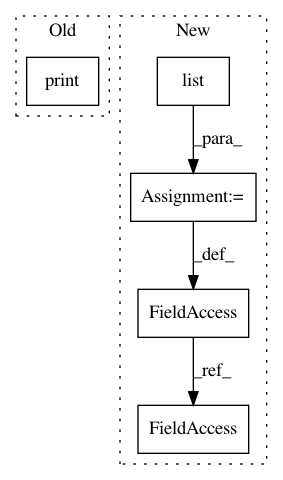 Old
New
print
list
_para_
Assignment:=
_def_
FieldAccess
_ref_
FieldAccess